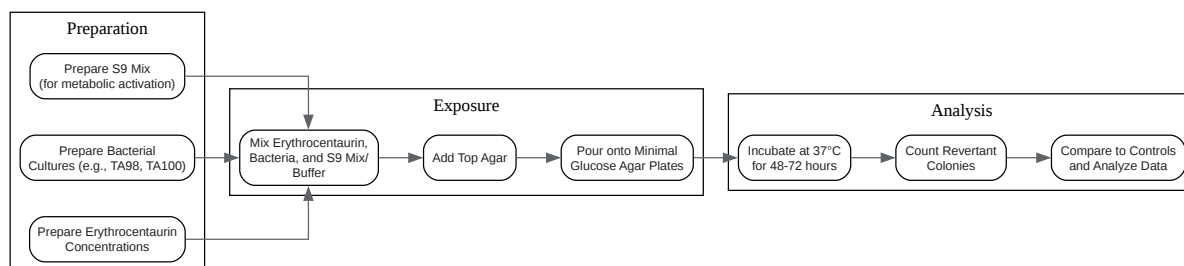 Preparation
Prepare S9 Mix
(for metabolic activation)
Prepare Bacterial
Cultures (e.g., TA98, TA100)
Prepare Erythrocentaurin
Concentrations
Exposure
Mix Erythrocentaurin,
Bacteria, and S9 Mix/
Buffer
Add Top Agar
Pour onto Minimal
Glucose Agar Plates
Analysis
Incubate at 37°C
for 48-72 hours
Count Revertant
Colonies
Compare to Controls
and Analyze Data